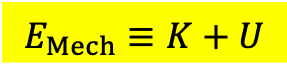 E_Mech ≡ K + U